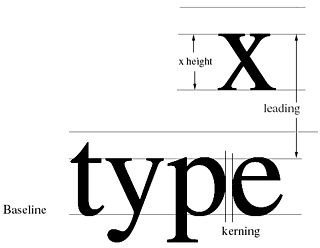 x
x height
leading
type
Baseline
kerning